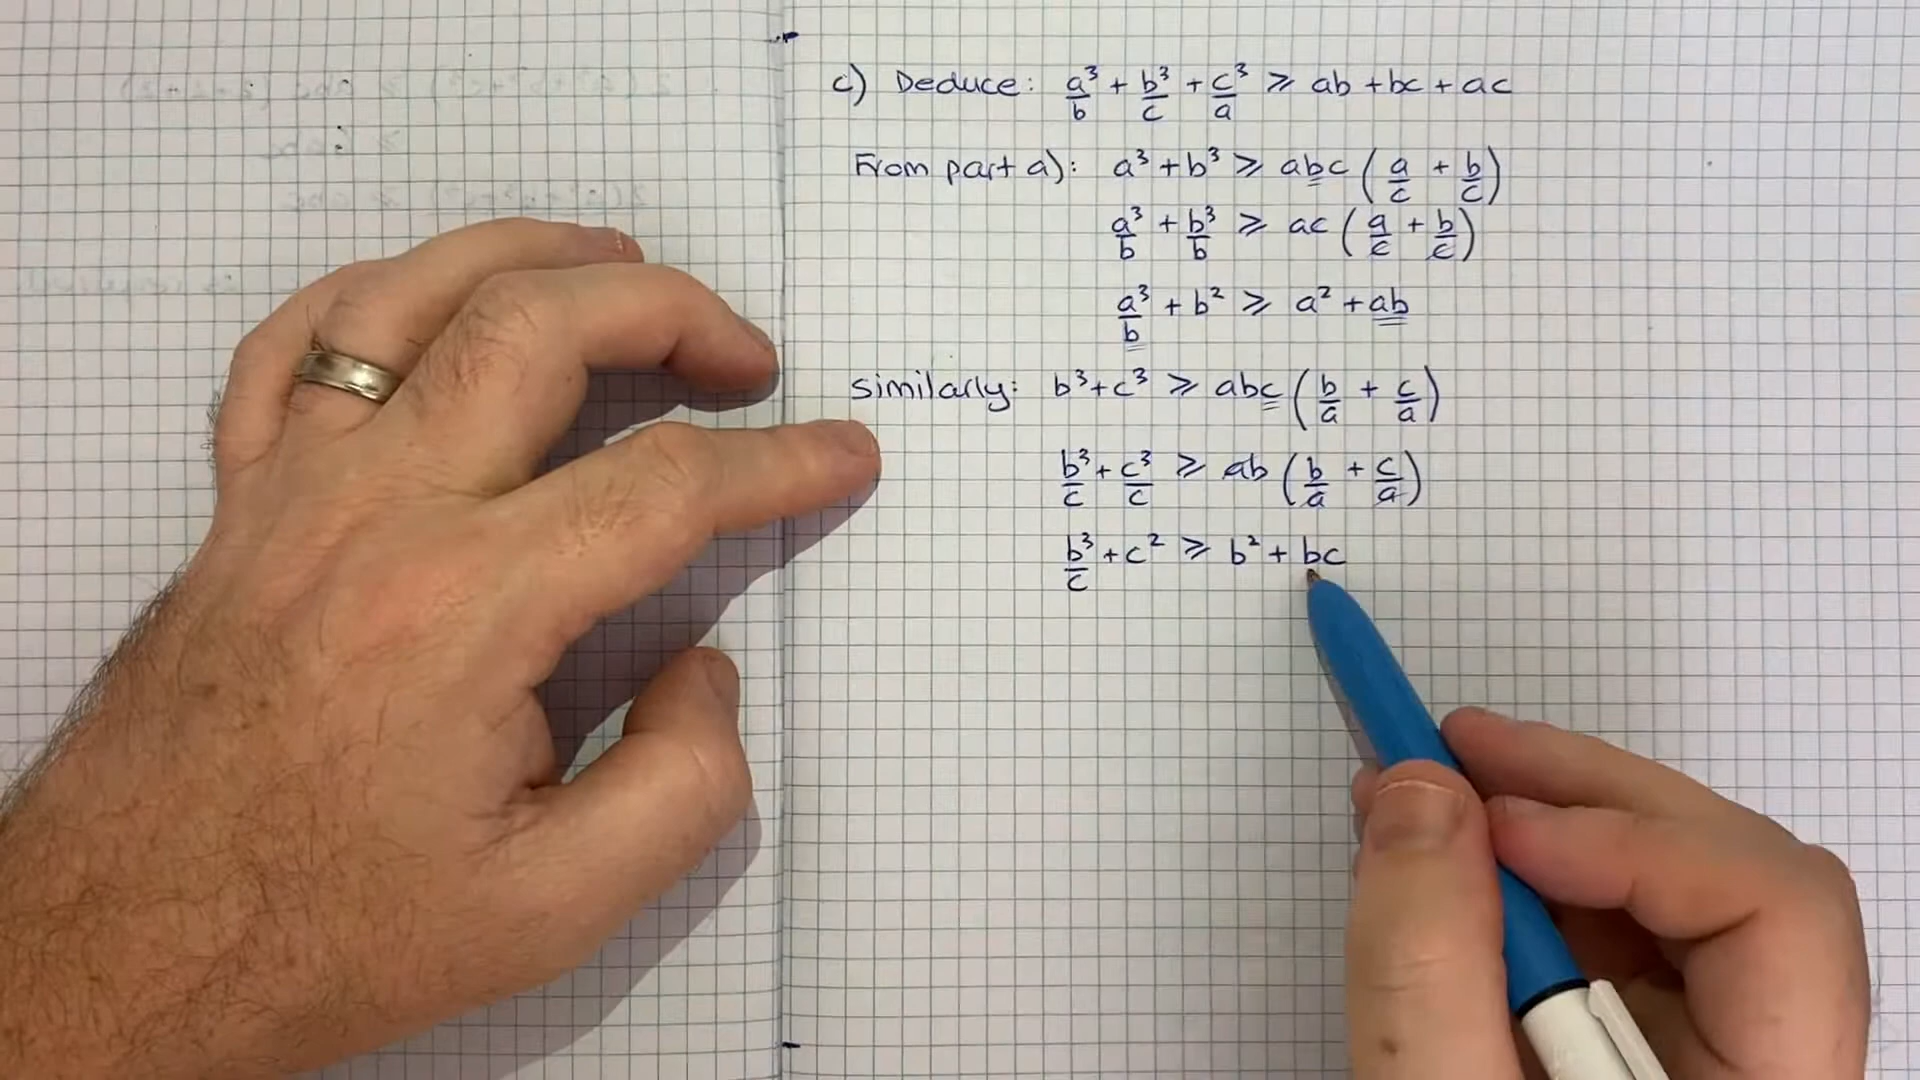 c) Deduce: a³/b + b³/c + c³/a ⩾ ab + bc + ac
From part a): a³ + b³ ⩾ abc (a/c + b/c)
a³/b + b³/b ⩾ ac (a/c + b/c)
a³/b + b² ⩾ a² + ab
Similarly: b³ + c³ ⩾ abc (b/a + c/a)
b³/c + c³/c ⩾ ab (b/a + c/a)
b³/c + c² ⩾ b² + bc